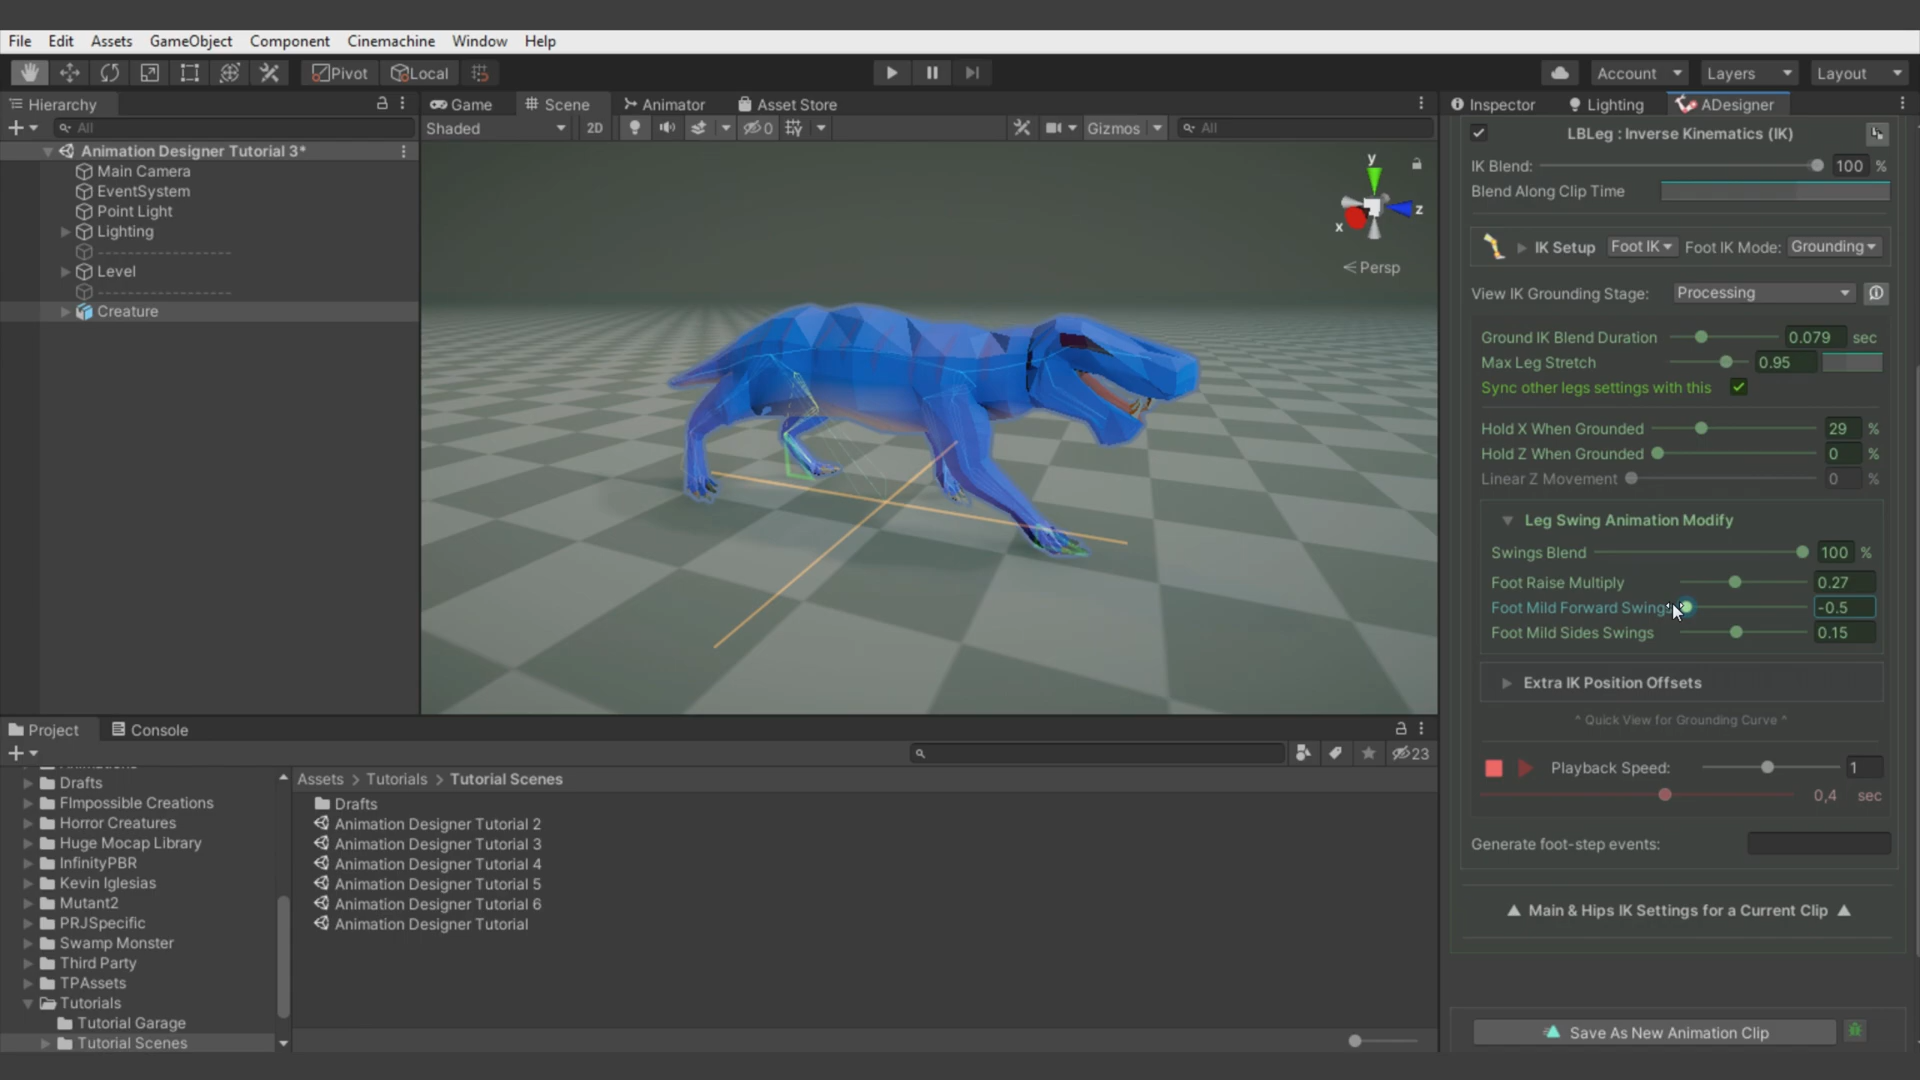 File Edit Assets GameObject Component Cinemachine Window Help
Pivot Local Account Layers Layout
Hierarchy
All
Animation Designer Tutorial 3*
Main Camera
EventSystem
Point Light
Lighting
-------------------
Level
-------------------
Creature
Game Scene Animator Asset Store
Shaded 2D 0 Gizmos All
y
z
x
Persp
Inspector Lighting ADesigner
LBLeg : Inverse Kinematics (IK)
IK Blend: 100 %
Blend Along Clip Time
IK Setup Foot IK Foot IK Mode: Grounding
View IK Grounding Stage: Processing
Ground IK Blend Duration 0.079 sec
Max Leg Stretch 0.95
Sync other legs settings with this
Hold X When Grounded 29 %
Hold Z When Grounded 0 %
Linear Z Movement 0 %
Leg Swing Animation Modify
Swings Blend 100 %
Foot Raise Multiply 0.27
Foot Mild Forward Swings -0.5
Foot Mild Sides Swings 0.15
Extra IK Position Offsets
^ Quick View for Grounding Curve ^
Playback Speed: 1
0,4 sec
Generate foot-step events:
Main & Hips IK Settings for a Current Clip
Save As New Animation Clip
Project Console
23
Drafts
FImpossible Creations
Horror Creatures
Huge Mocap Library
InfinityPBR
Kevin Iglesias
Mutant2
PRJSpecific
Swamp Monster
Third Party
TPAssets
Tutorials
Tutorial Garage
Tutorial Scenes
Assets > Tutorials > Tutorial Scenes
Drafts
Animation Designer Tutorial 2
Animation Designer Tutorial 3
Animation Designer Tutorial 4
Animation Designer Tutorial 5
Animation Designer Tutorial 6
Animation Designer Tutorial